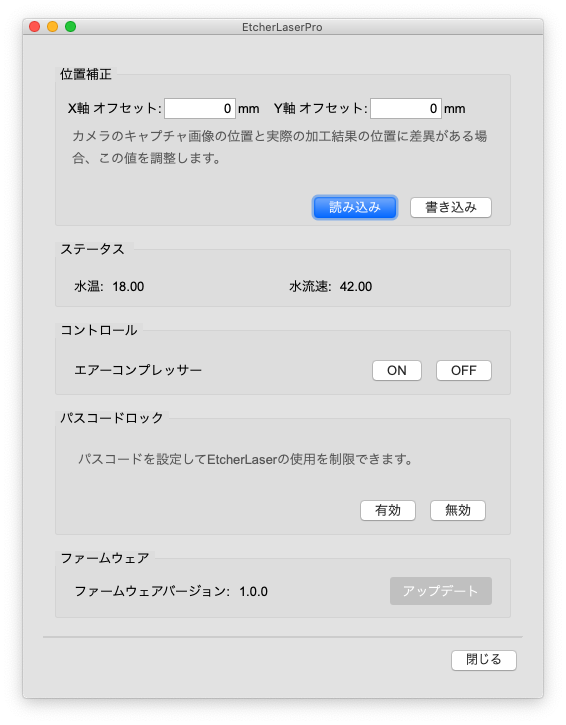 EtcherLaserPro
位置補正
X軸 オフセット: 0 mm Y軸 オフセット: 0 mm
カメラのキャプチャ画像の位置と実際の加工結果の位置に差異がある場
合、この値を調整します。
読み込み 書き込み
ステータス
水温: 18.00 水流速: 42.00
コントロール
エアーコンプレッサー ON OFF
パスコードロック
パスコードを設定してEtcherLaserの使用を制限できます。
有効 無効
ファームウェア
ファームウェアバージョン: 1.0.0 アップデート
閉じる